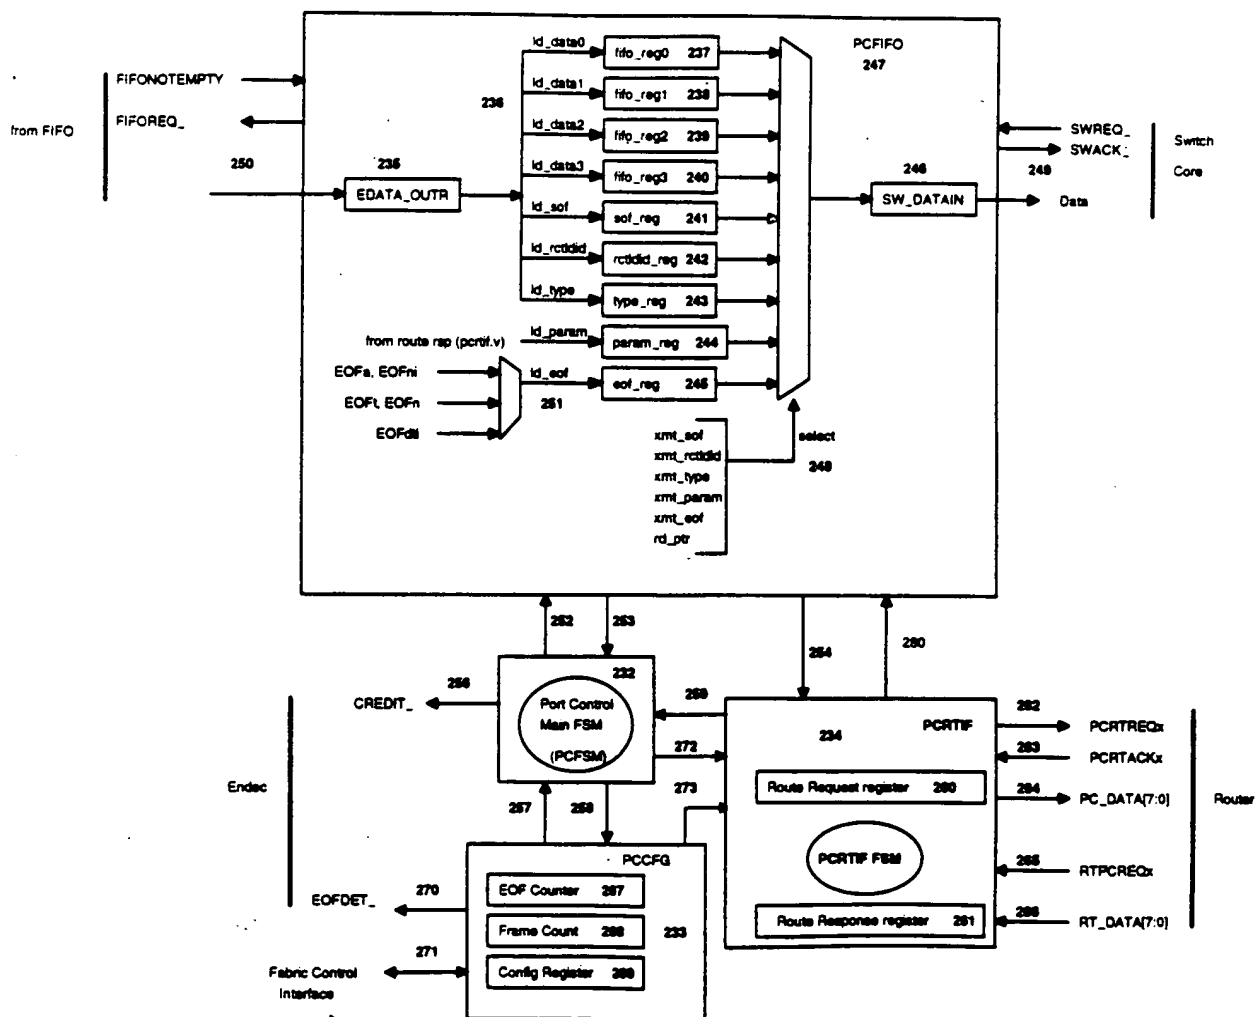 PCFIFO
247
ld_data0
fifo_reg0 237
ld_data1
fifo_reg1 238
236
ld_data2
fifo_reg2 239
ld_data3
fifo_reg3 240
ld_sof
sof_reg 241
ld_rctldid
rctldid_reg 242
ld_type
type_reg 243
ld_param
from route rsp (pcrtif.v)
param_reg 244
ld_eof
eof_reg 245
251
EOFa, EOFni
EOFt, EOFn
EOFdti
FIFONOTEMPTY
from FIFO
FIFOREQ_
250
235
EDATA_OUTR
246
SW_DATAIN
SWREQ_
SWACK_
249
Data
Switch
Core
xmt_sof
xmt_rctldid
xmt_type
xmt_param
xmt_eof
rd_ptr
select
248
252
253
254
280
232
Port Control
Main FSM
(PCFSM)
256
CREDIT_
259
272
273
257
258
Endec
PCCFG
EOF Counter 267
Frame Count 268
233
Config Register 269
270
EOFDET_
271
Fabric Control
Interface
PCRTIF
234
Route Request register 260
PCRTIF FSM
Route Response register 261
262
PCRTREQx
263
PCRTACKx
264
PC_DATA[7:0]
265
RTPCREQx
266
RT_DATA[7:0]
Router